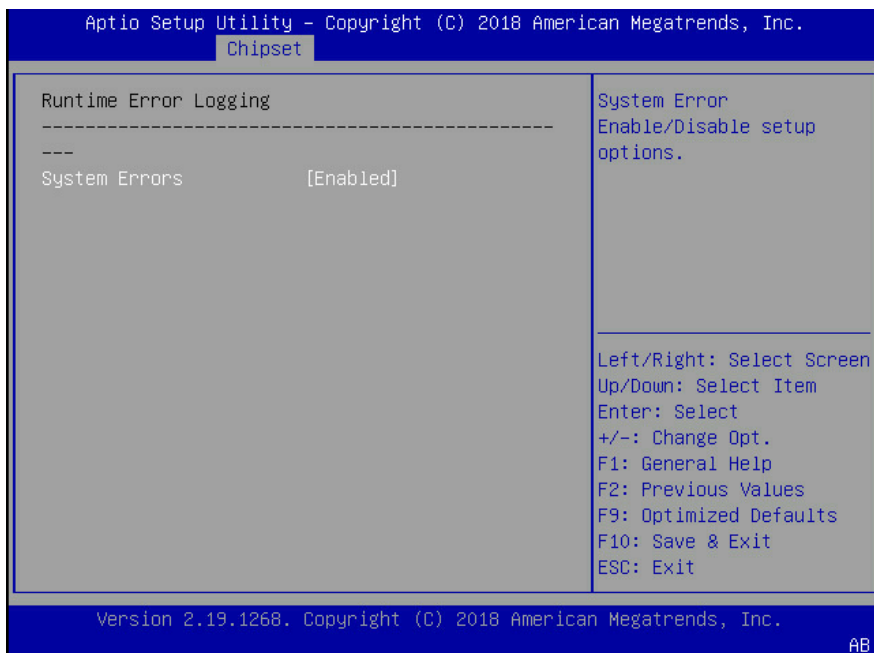 Aptio Setup Utility – Copyright (C) 2018 American Megatrends, Inc.
Chipset
Runtime Error Logging
-----------------------------------------------
---
System Errors [Enabled]
System Error
Enable/Disable setup
options.
Left/Right: Select Screen
Up/Down: Select Item
Enter: Select
+/-: Change Opt.
F1: General Help
F2: Previous Values
F9: Optimized Defaults
F10: Save & Exit
ESC: Exit
Version 2.19.1268. Copyright (C) 2018 American Megatrends, Inc.
AB